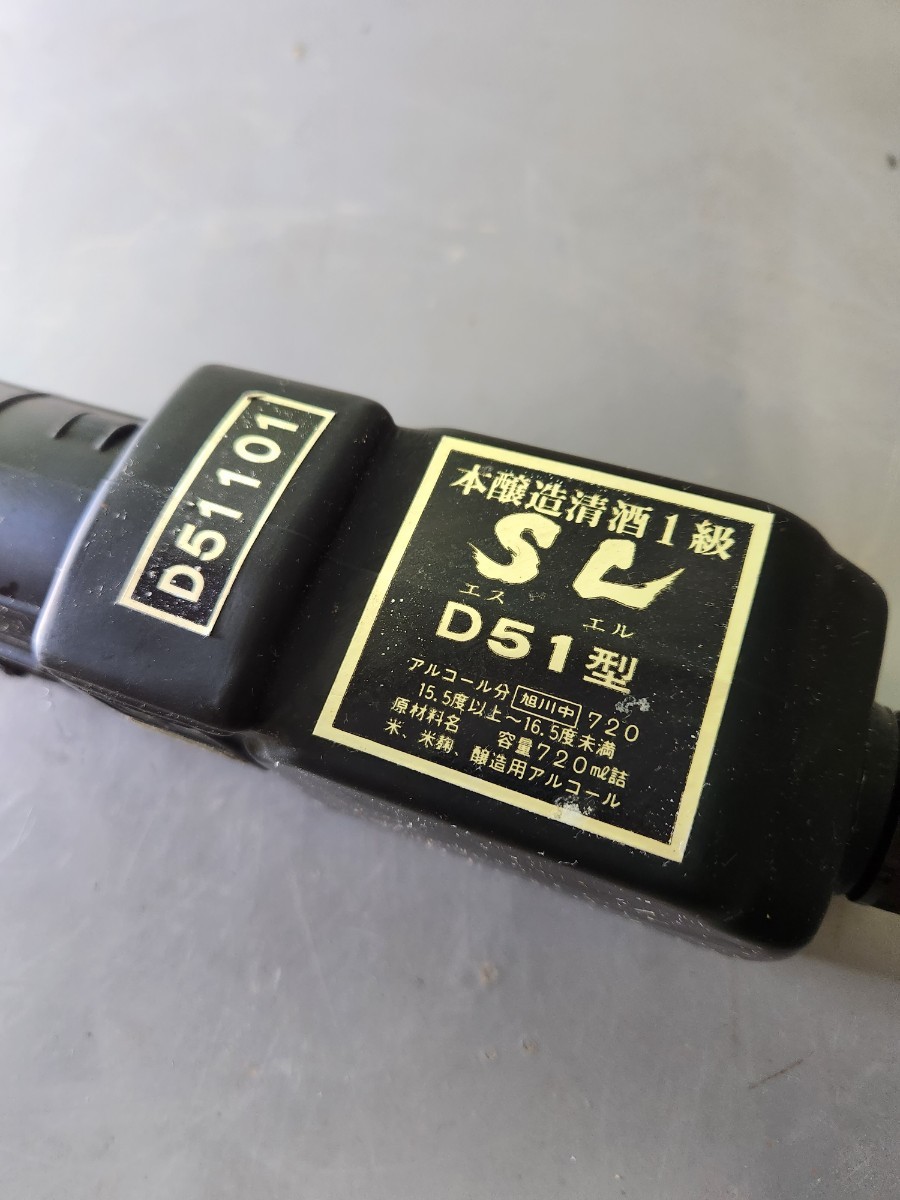 D51101
本醸造清酒1級
SL
エス エル
D51型
アルコール分 旭川中 720
15.5度以上～16.5度未満
原材料名 容量720ml詰
米、米麹、醸造用アルコール